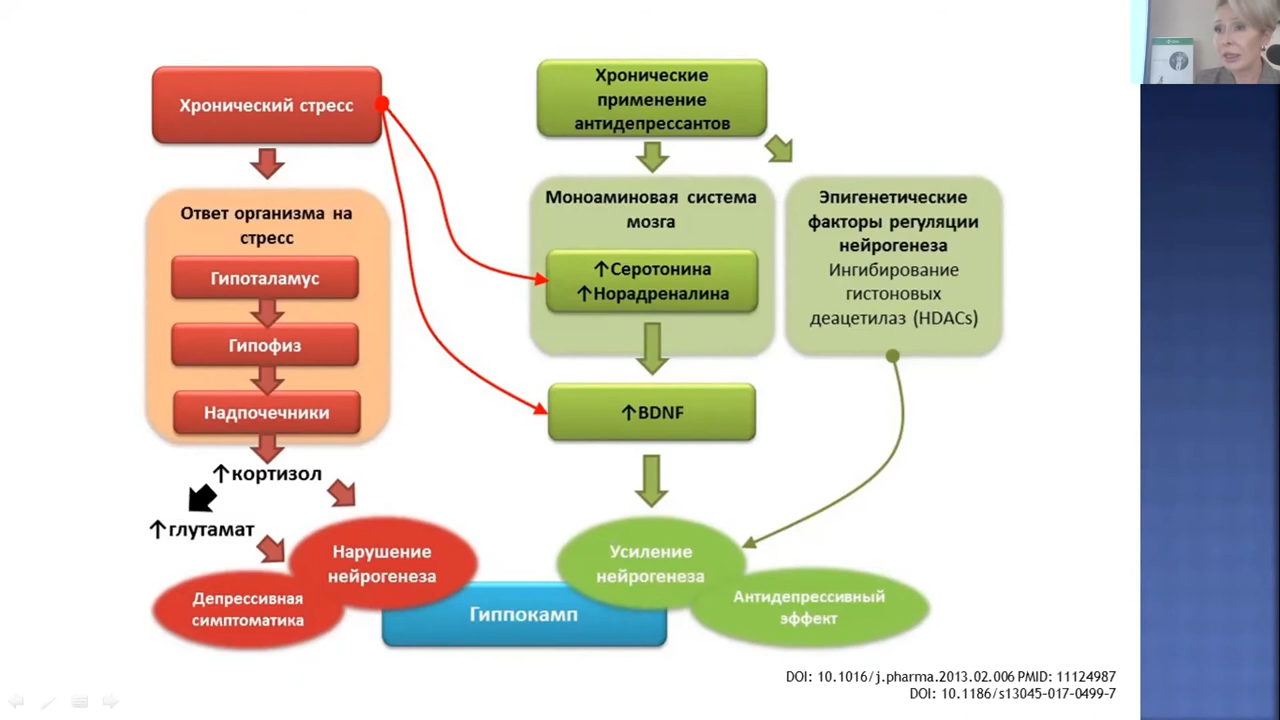 Хронический стресс
Ответ организма на
стресс
Гипоталамус
Гипофиз
Надпочечники
↑кортизол
↑глутамат
Нарушение
нейрогенеза
Депрессивная
симптоматика
Гиппокамп
Хронические
применение
антидепрессантов
Моноаминовая система
мозга
↑Серотонина
↑Норадреналина
↑BDNF
Усиление
нейрогенеза
Антидепрессивный
эффект
Эпигенетические
факторы регуляции
нейрогенеза
Ингибирование
гистоновых
деацетилаз (HDACs)
DOI: 10.1016/j.pharma.2013.02.006 PMID: 11124987
DOI: 10.1186/s13045-017-0499-7